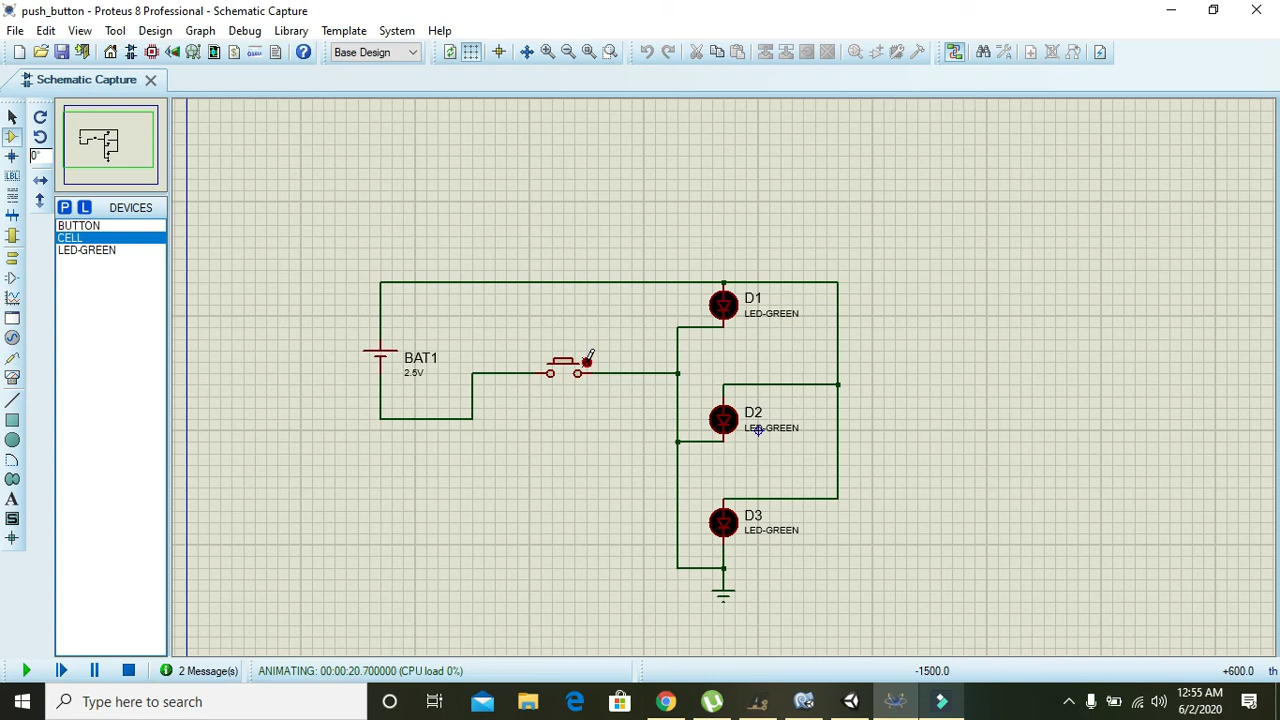 push_button - Proteus 8 Professional - Schematic Capture
File Edit View Tool Design Graph Debug Library Template System Help
Base Design
Schematic Capture
0°
P L DEVICES
BUTTON
CELL
LED-GREEN
LBL
A
D1
LED-GREEN
BAT1
2.5V
D2
LED-GREEN
D3
LED-GREEN
2 Message(s) ANIMATING: 00:00:20.700000 (CPU load 0%) -1500.0 +600.0 th
Type here to search
12:55 AM
6/2/2020